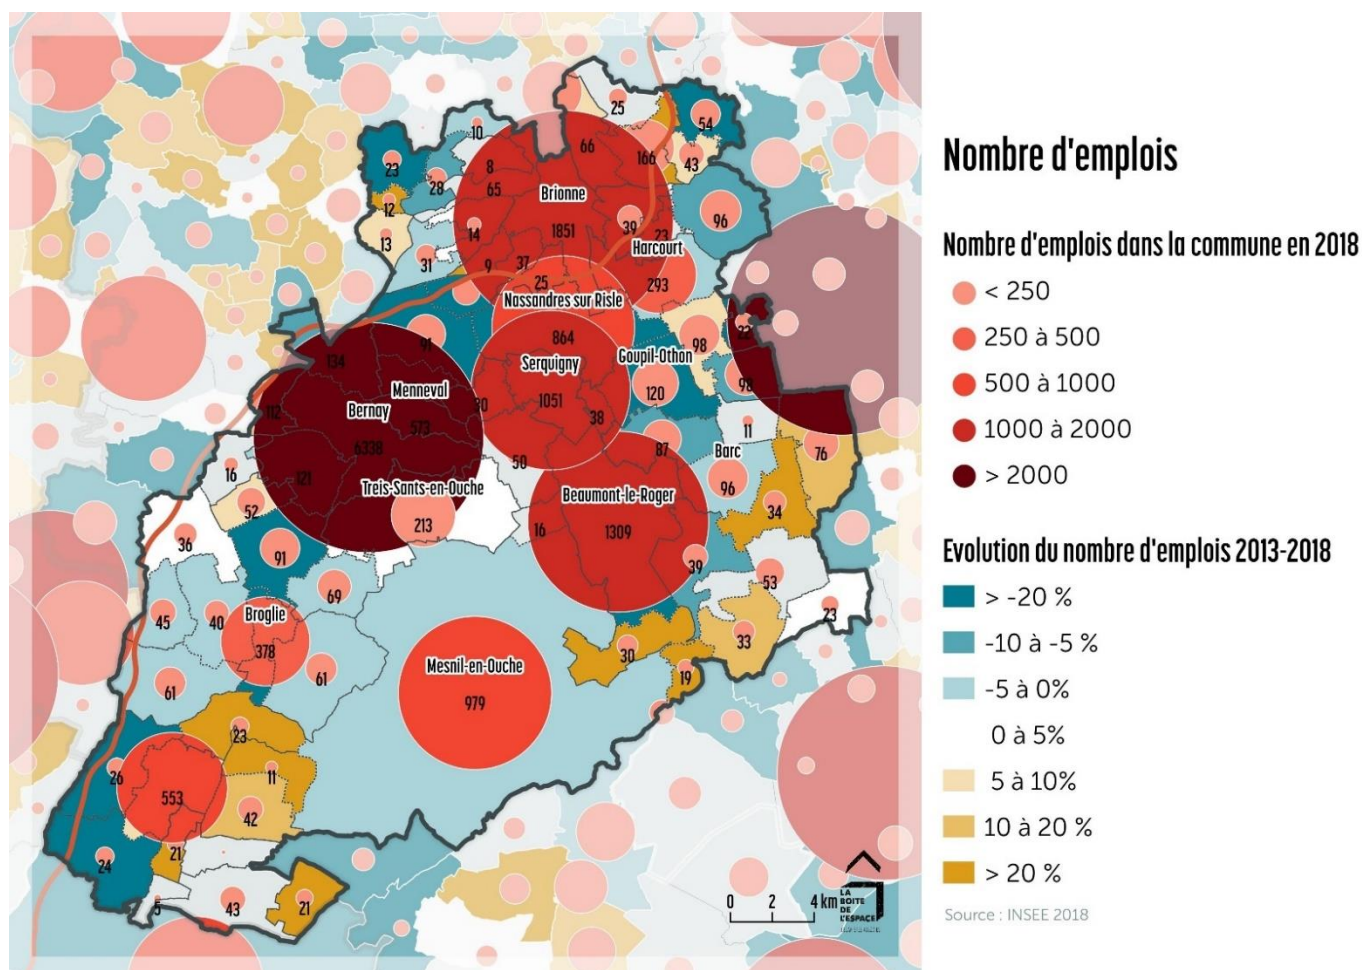 25
54
10
66
166
43
23
8
28
65
Brionne
12
96
14
39
1851
23
13
Harcourt
31
9
37
25
293
Nassandres sur Risle
91
864
98
134
Serquigny
Goupil-Othon
Menneval
98
120
112
Bernay
30
1051
573
38
11
6338
87
76
16
50
Barc
121
Treis-Sants-en-Ouche
Beaumont-le-Roger
96
52
34
213
16
1309
36
91
39
53
69
45
40
Broglie
23
378
33
30
61
61
Mesnil-en-Ouche
19
979
23
26
11
553
42
21
24
5
43
21
0 2 4 km
LA
BOITE
DE
L'ESPACE
Nombre d'emplois
Nombre d'emplois dans la commune en 2018
< 250
250 à 500
500 à 1000
1000 à 2000
> 2000
Evolution du nombre d'emplois 2013-2018
> -20 %
-10 à -5 %
-5 à 0%
0 à 5%
5 à 10%
10 à 20 %
> 20 %
Source : INSEE 2018